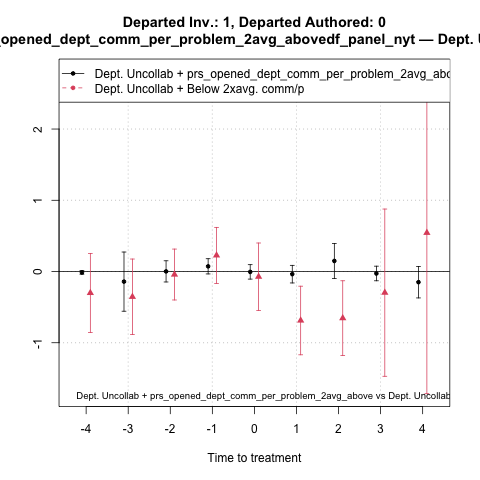 Departed Inv.: 1, Departed Authored: 0
_opened_dept_comm_per_problem_2avg_abovedf_panel_nyt — Dept.
Dept. Uncollab + prs_opened_dept_comm_per_problem_2avg_abo
Dept. Uncollab + Below 2xavg. comm/p
2
1
0
-1
Dept. Uncollab + prs_opened_dept_comm_per_problem_2avg_above vs Dept. Uncollab
-4 -3 -2 -1 0 1 2 3 4
Time to treatment